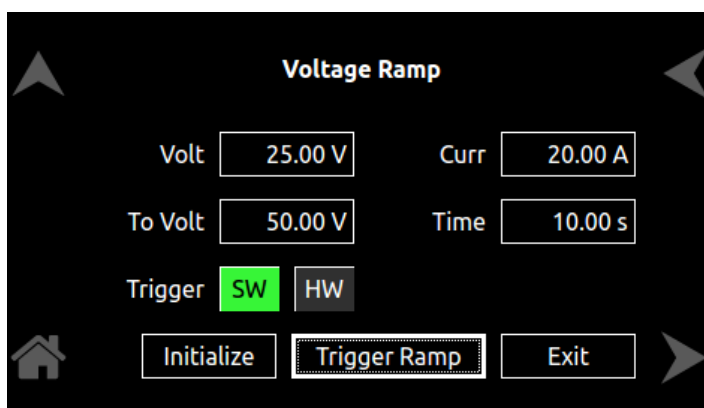 Voltage Ramp
Volt 25.00 V Curr 20.00 A
To Volt 50.00 V Time 10.00 s
Trigger SW HW
Initialize Trigger Ramp Exit